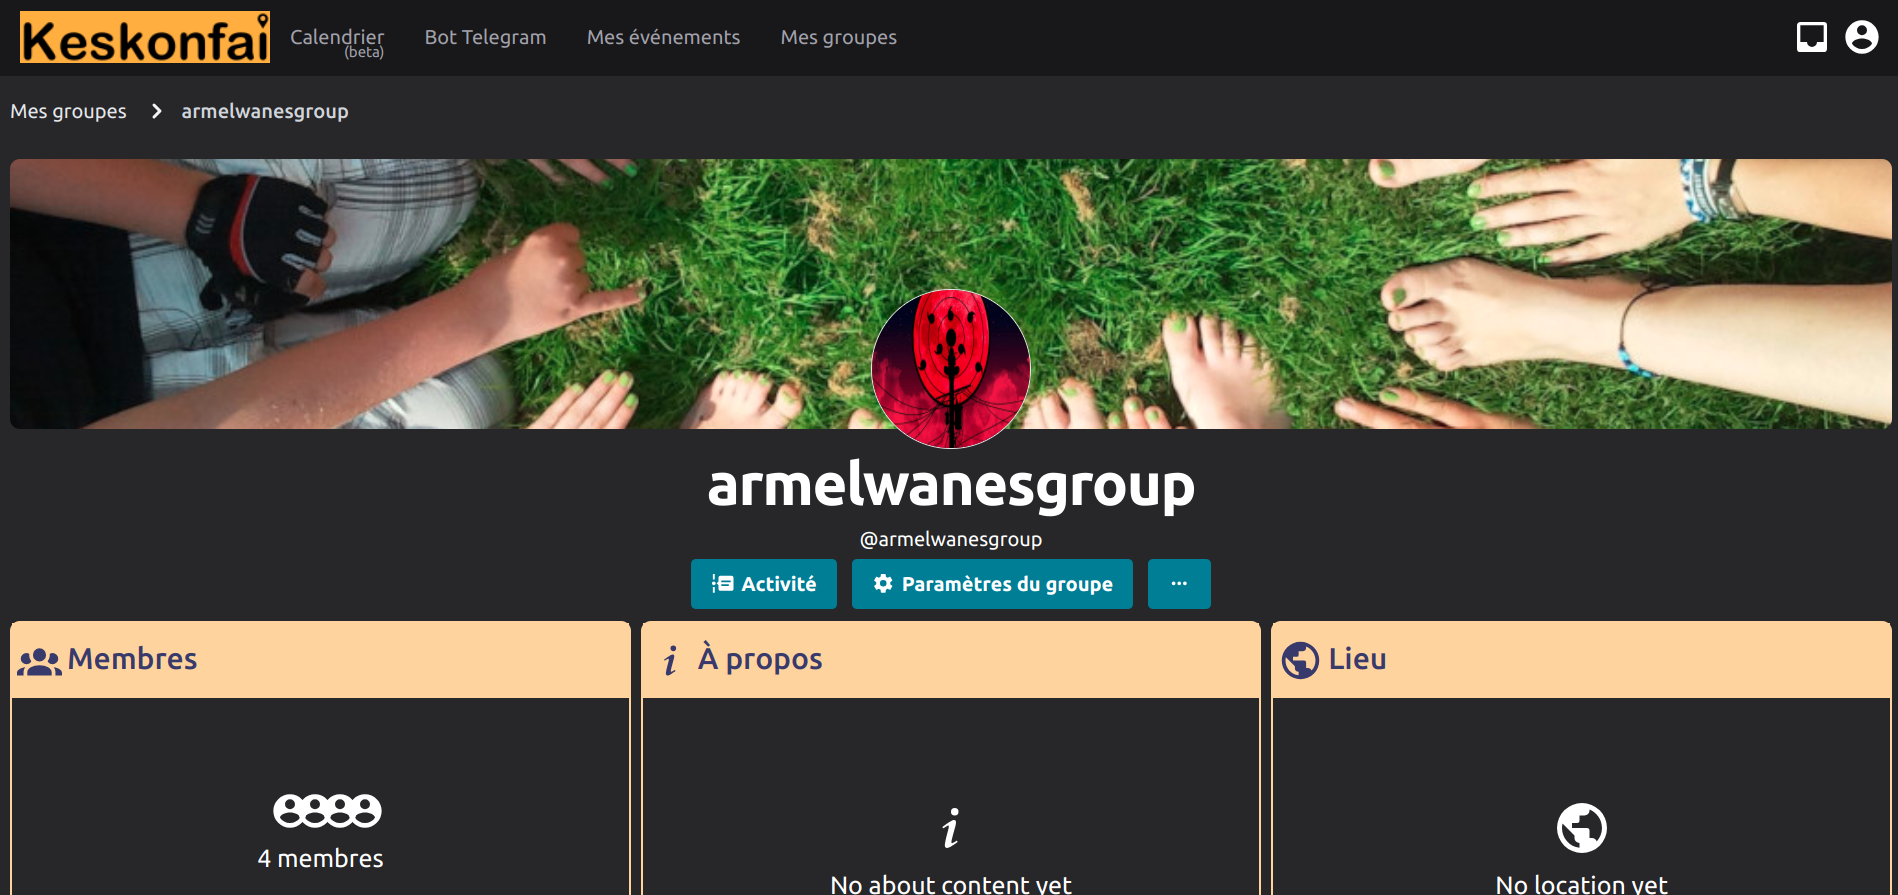 Keskonfai
Calendrier
(beta)
Bot Telegram
Mes événements
Mes groupes
Mes groupes
armelwanesgroup
armelwanesgroup
@armelwanesgroup
Activité
Paramètres du groupe
...
Membres
À propos
Lieu
4 membres
No about content yet
No location yet